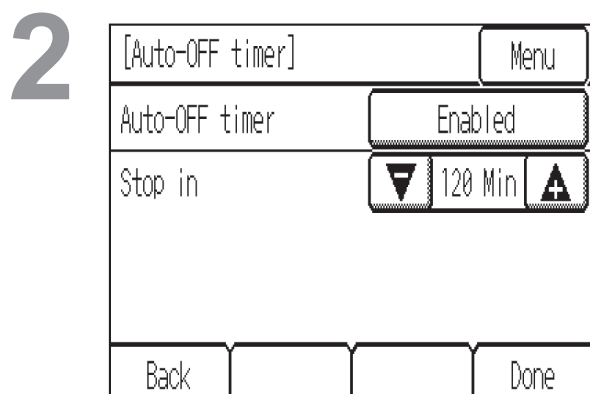 2
[Auto-OFF timer] Menu
Auto-OFF timer Enabled
Stop in 120 Min
Back Done